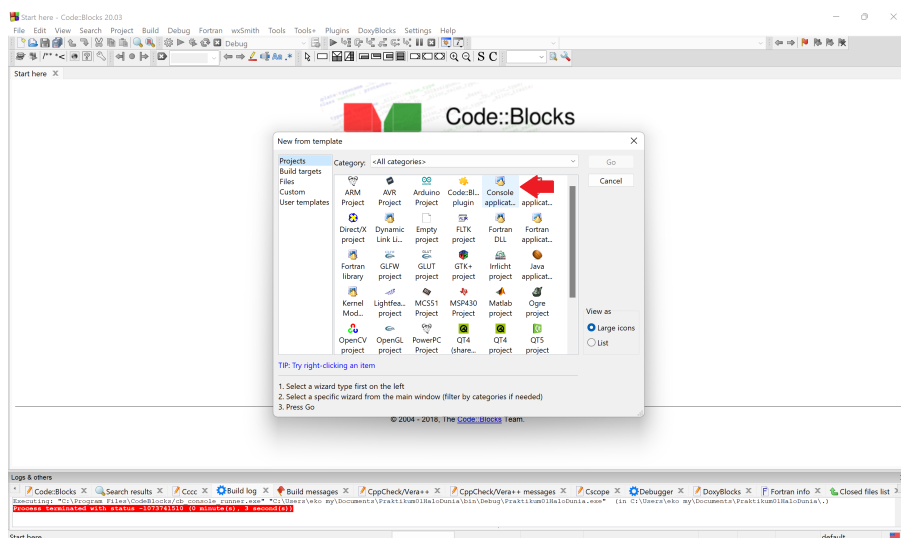 Start here - Code::Blocks 20.03
File Edit View Search Project Build Debug Fortran wxSmith Tools Tools+ Plugins DoxyBlocks Settings Help
Debug
/** *< Aa .* S C
Start here X
Code::Blocks
New from template
Projects
Build targets
Files
Custom
User templates
Category: <All categories>
Go
Cancel
ARM Project
AVR Project
Arduino Project
Code::Bl... plugin
Console applicat...
applicat...
Direct/X project
Dynamic Link Li...
Empty project
FLTK project
Fortran DLL
Fortran applicat...
Fortran library
GLFW project
GLUT project
GTK+ project
Irrlicht project
Java applicat...
Kernel Mod...
Lightfea... project
MCS51 Project
MSP430 Project
Matlab project
Ogre project
OpenCV project
OpenGL project
PowerPC Project
QT4 (share...
QT4 project
QT5 project
View as
Large icons
List
TIP: Try right-clicking an item
1. Select a wizard type first on the left
2. Select a specific wizard from the main window (filter by categories if needed)
3. Press Go
© 2004 - 2018, The Code::Blocks Team.
Logs & others
Code::Blocks X Search results X Cccc X Build log X Build messages X CppCheck/Vera++ X CppCheck/Vera++ messages X Cscope X Debugger X DoxyBlocks X Fortran info X Closed files list
Executing: "C:\Program Files\CodeBlocks/cb_console_runner.exe" "C:\Users\eko my\Documents\Praktikum01HaloDunia\bin\Debug\Praktikum01HaloDunia.exe" (in C:\Users\eko my\Documents\Praktikum01HaloDunia\.)
Process terminated with status -1073741510 (0 minute(s), 3 second(s))
Start here
default